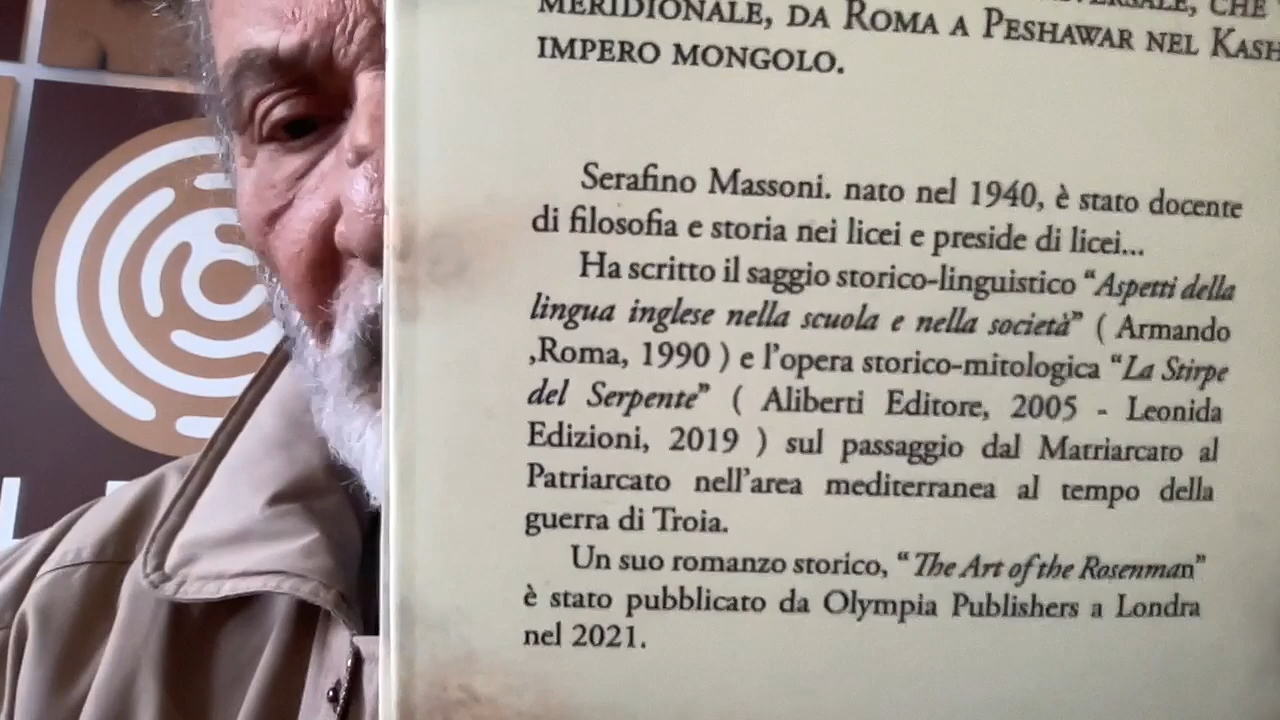 MERIDIONALE, DA ROMA A PESHAWAR NEL KASH
IMPERO MONGOLO.
Serafino Massoni. nato nel 1940, è stato docente
di filosofia e storia nei licei e preside di licei...
Ha scritto il saggio storico-linguistico “Aspetti della
lingua inglese nella scuola e nella società” ( Armando
,Roma, 1990 ) e l’opera storico-mitologica “La Stirpe
del Serpente” ( Aliberti Editore, 2005 - Leonida
Edizioni, 2019 ) sul passaggio dal Matriarcato al
Patriarcato nell’area mediterranea al tempo della
guerra di Troia.
Un suo romanzo storico, “The Art of the Rosenman”
è stato pubblicato da Olympia Publishers a Londra
nel 2021.